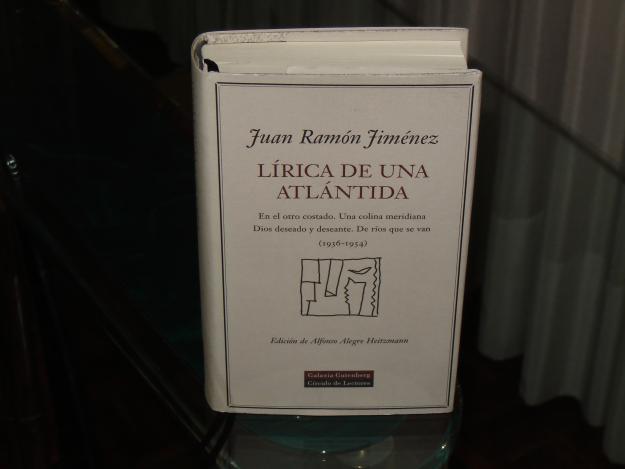 Juan Ramón Jiménez
LÍRICA DE UNA
ATLÁNTIDA
En el otro costado. Una colina meridiana
Dios deseado y deseante. De ríos que se van
(1936-1954)
Edición de Alfonso Alegre Heitzmann
Galaxia Gutenberg
Círculo de Lectores